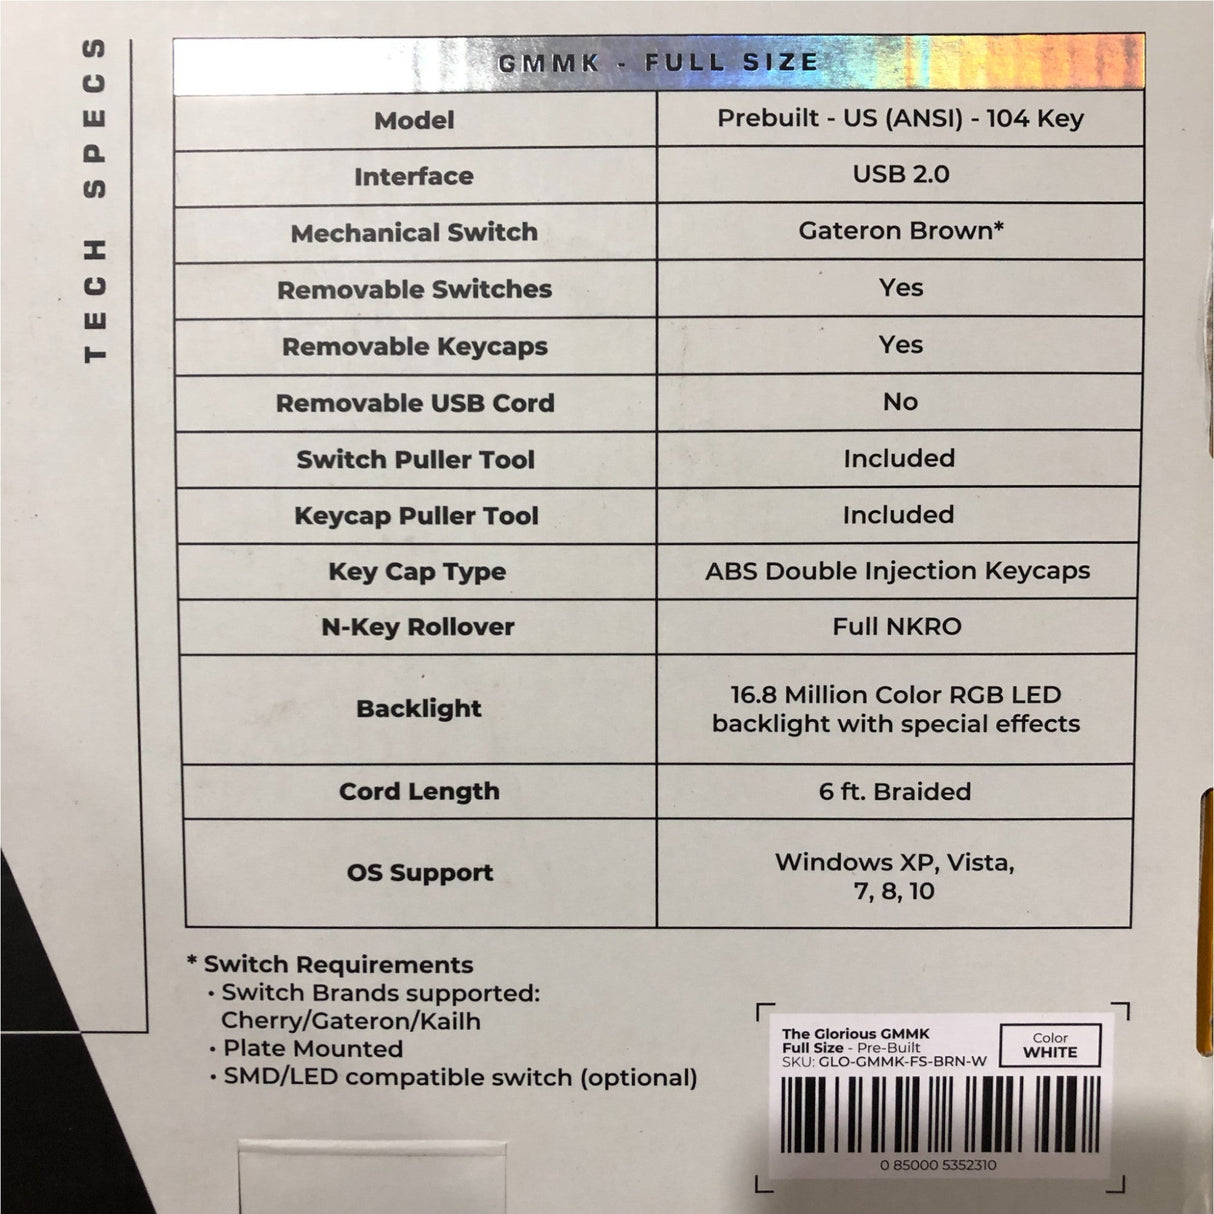 TECH SPECS
GMMK - FULL SIZE
Model Prebuilt - US (ANSI) - 104 Key
Interface USB 2.0
Mechanical Switch Gateron Brown*
Removable Switches Yes
Removable Keycaps Yes
Removable USB Cord No
Switch Puller Tool Included
Keycap Puller Tool Included
Key Cap Type ABS Double Injection Keycaps
N-Key Rollover Full NKRO
Backlight 16.8 Million Color RGB LED
backlight with special effects
Cord Length 6 ft. Braided
OS Support Windows XP, Vista,
7, 8, 10
* Switch Requirements
• Switch Brands supported:
Cherry/Gateron/Kailh
• Plate Mounted
• SMD/LED compatible switch (optional)
The Glorious GMMK
Full Size - Pre-Built
SKU: GLO-GMMK-FS-BRN-W
Color
WHITE
0 85000 5352310